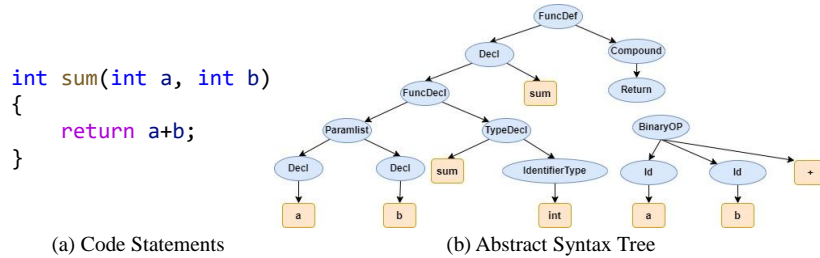 int sum(int a, int b)
{
return a+b;
}
(a) Code Statements
FuncDef
Decl
Compound
FuncDecl
sum
Return
Paramlist
TypeDecl
BinaryOP
Decl
Decl
sum
IdentifierType
Id
Id
+
a
b
int
a
b
(b) Abstract Syntax Tree